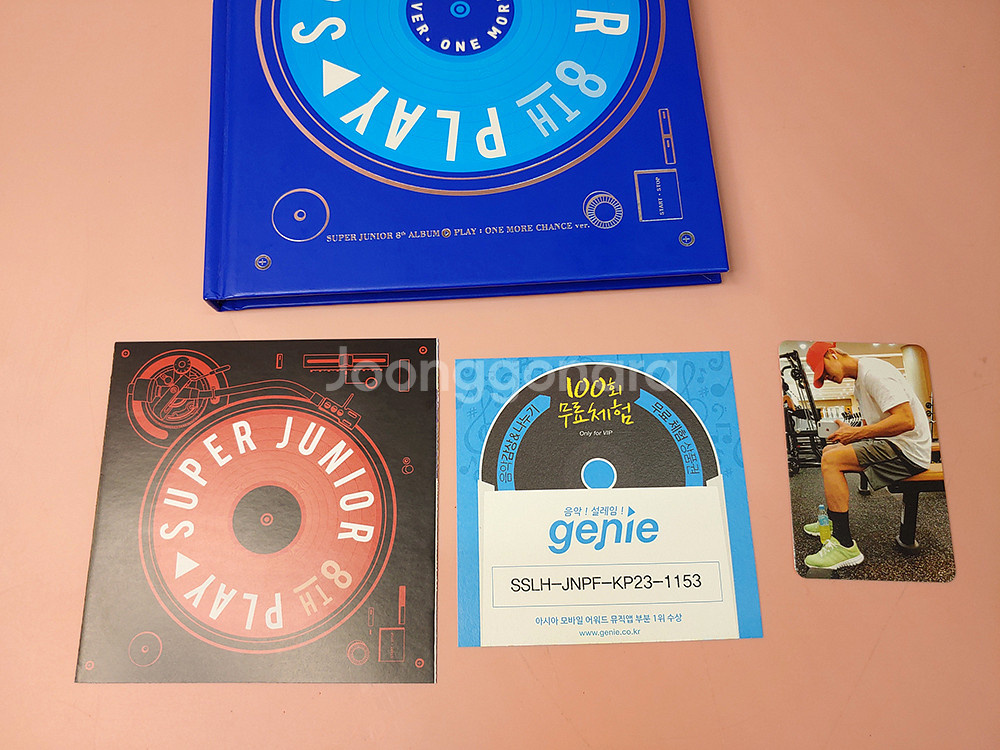 VER. ONE MOR
S
R
8TH PLAY
START • STOP
SUPER JUNIOR 8th ALBUM PLAY : ONE MORE CHANCE ver.
Joonggonara
SUPER JUNIOR
8TH PLAY
100회
무료체험
Only for VIP
음악감상&나누기
무료 체험 상품권
음악! 설레임!
genie
SSLH-JNPF-KP23-1153
아시아 모바일 어워드 뮤직앱 부분 1위 수상
www.genie.co.kr